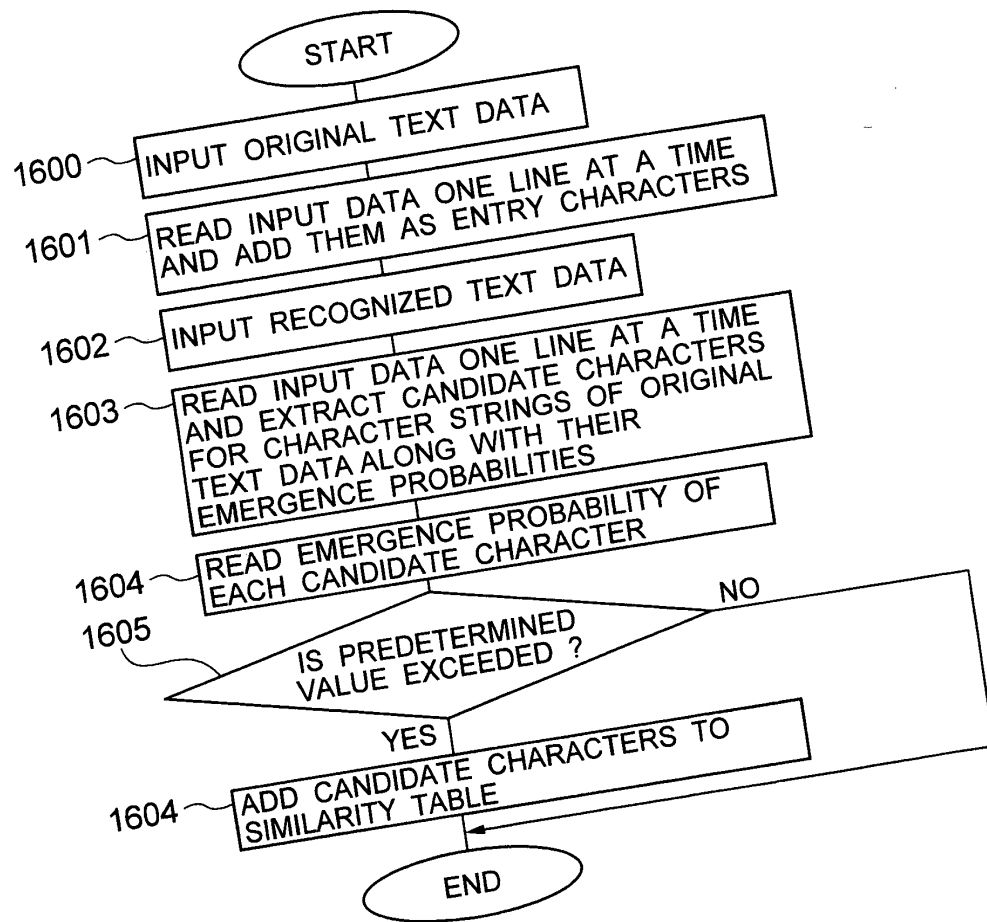 START
1600
INPUT ORIGINAL TEXT DATA
1601
READ INPUT DATA ONE LINE AT A TIME
AND ADD THEM AS ENTRY CHARACTERS
1602
INPUT RECOGNIZED TEXT DATA
1603
READ INPUT DATA ONE LINE AT A TIME
AND EXTRACT CANDIDATE CHARACTERS
FOR CHARACTER STRINGS OF ORIGINAL
TEXT DATA ALONG WITH THEIR
EMERGENCE PROBABILITIES
1604
READ EMERGENCE PROBABILITY OF
EACH CANDIDATE CHARACTER
1605
IS PREDETERMINED
VALUE EXCEEDED ?
NO
YES
1604
ADD CANDIDATE CHARACTERS TO
SIMILARITY TABLE
END